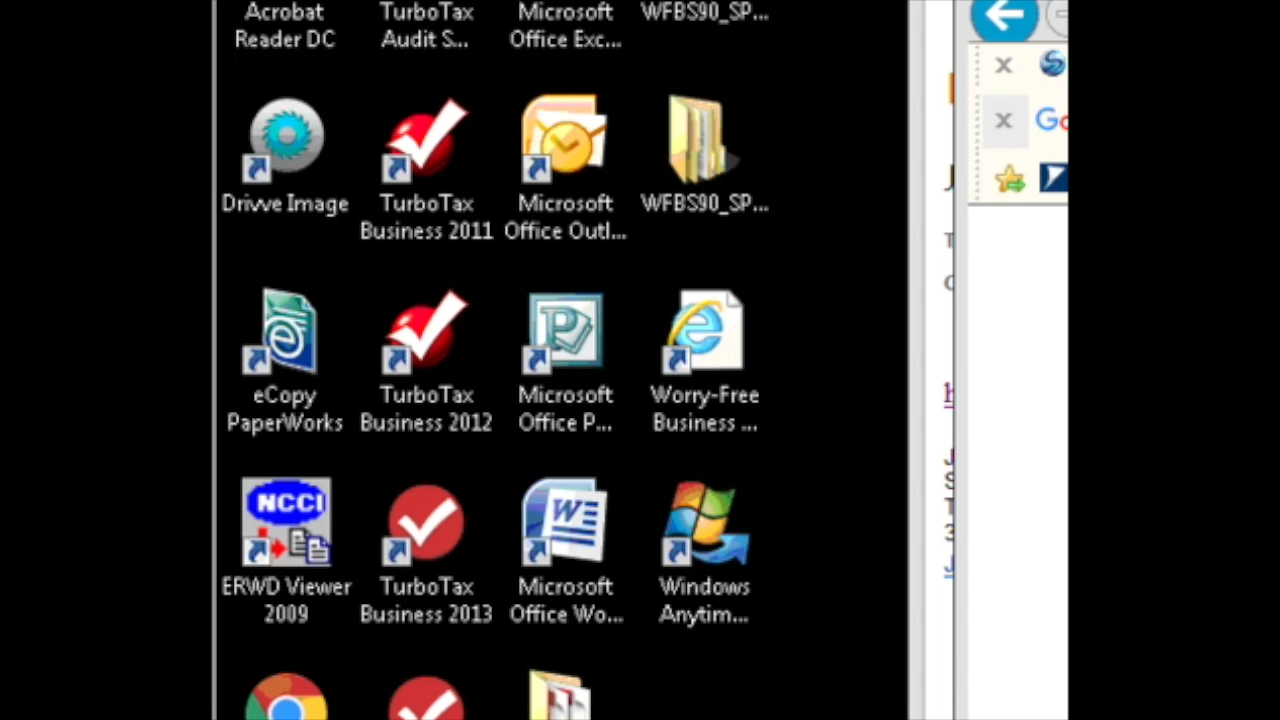 Acrobat
Reader DC
TurboTax
Audit S...
Microsoft
Office Exc...
WFBS90_SP...
Drivve Image
TurboTax
Business 2011
Microsoft
Office Outl...
WFBS90_SP...
eCopy
PaperWorks
TurboTax
Business 2012
Microsoft
Office P...
Worry-Free
Business ...
NCCI
ERWD Viewer
2009
TurboTax
Business 2013
Microsoft
Office Wo...
Windows
Anytim...